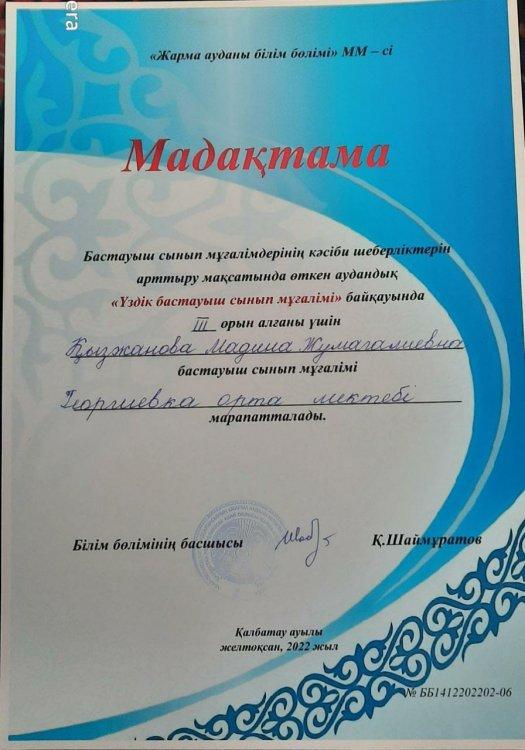 era
«Жарма ауданы білім бөлімі» ММ – сі
Мадақтама
Бастауыш сынып мұғалімдерінің кәсіби шеберліктерін
арттыру мақсатында өткен аудандық
«Үздік бастауыш сынып мұғалімі» байқауында
III орын алғаны үшін
Қызжанова Мадина Жумагалиевна
бастауыш сынып мұғалімі
Георгиевка орта мектебі
марапатталады.
Білім бөлімінің басшысы Қ.Шаймұратов
Қалбатау ауылы
желтоқсан, 2022 жыл
№ ББ1412202202-06